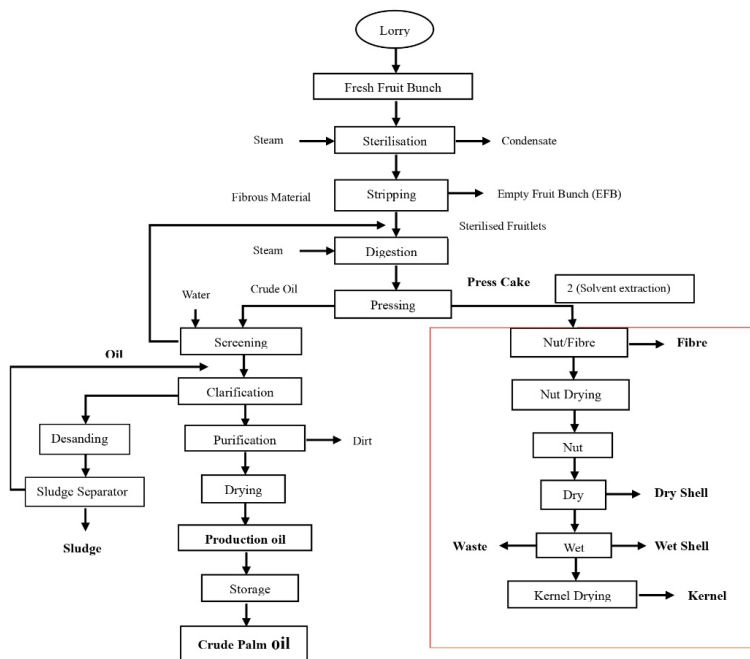 Lorry
Fresh Fruit Bunch
Steam
Sterilisation
Condensate
Fibrous Material
Stripping
Empty Fruit Bunch (EFB)
Sterilised Fruitlets
Steam
Digestion
Press Cake
2 (Solvent extraction)
Crude Oil
Water
Pressing
Screening
Nut/Fibre
Fibre
Oil
Clarification
Nut Drying
Desanding
Purification
Dirt
Nut
Sludge Separator
Drying
Dry
Dry Shell
Sludge
Production oil
Waste
Wet
Wet Shell
Storage
Kernel Drying
Kernel
Crude Palm oil